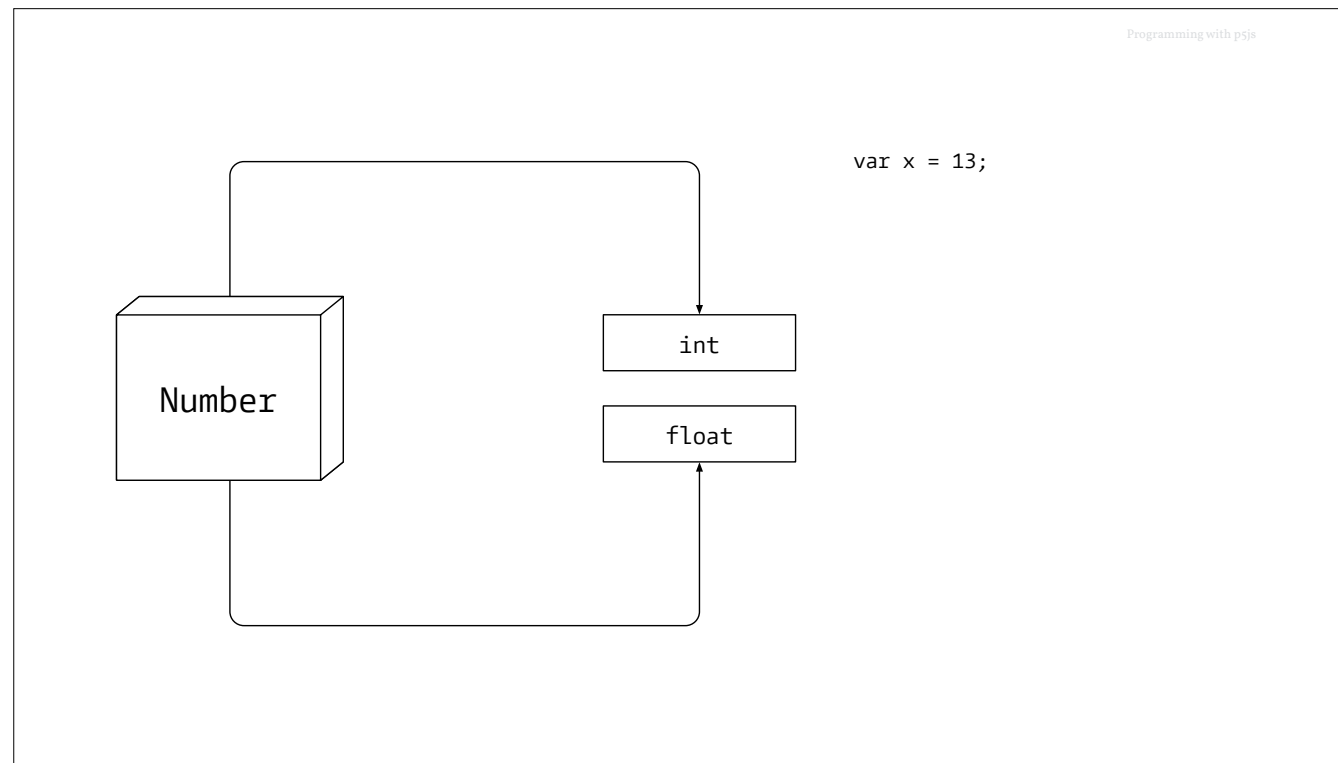 Programming with p5js
var x = 13;
int
Number
float